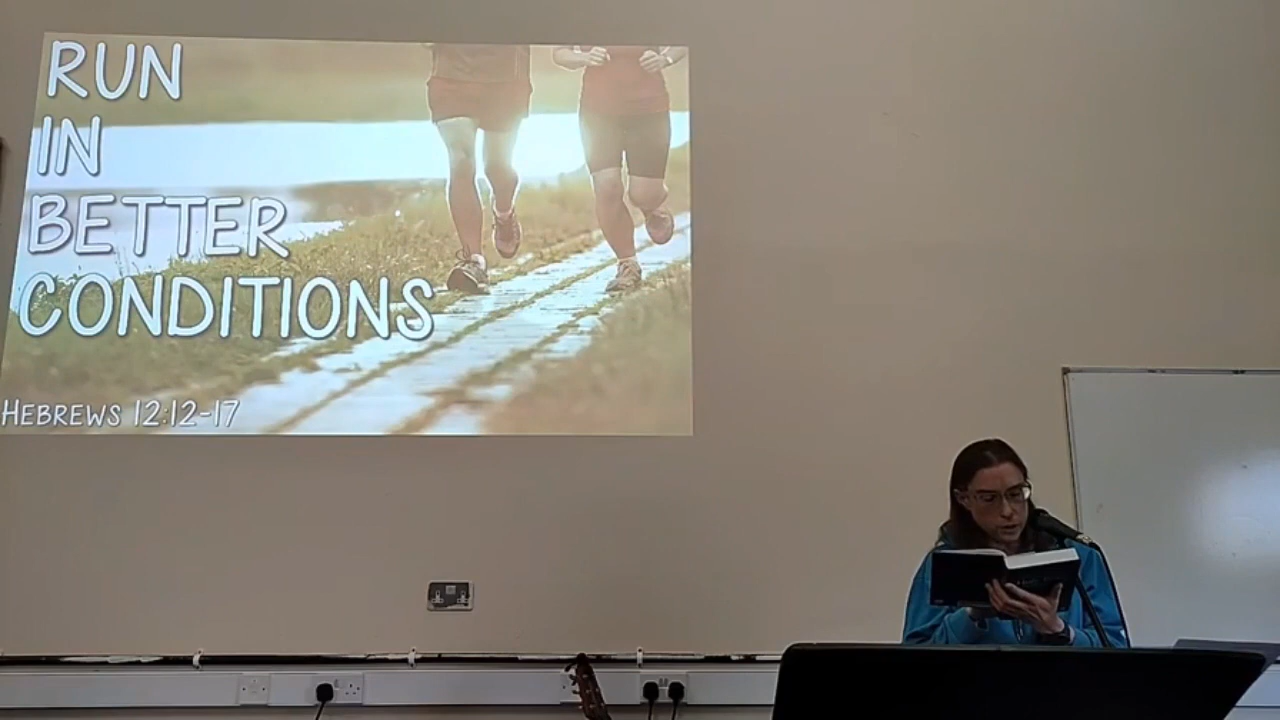 RUN
IN
BETTER
CONDITIONS
HEBREWS 12:12-17